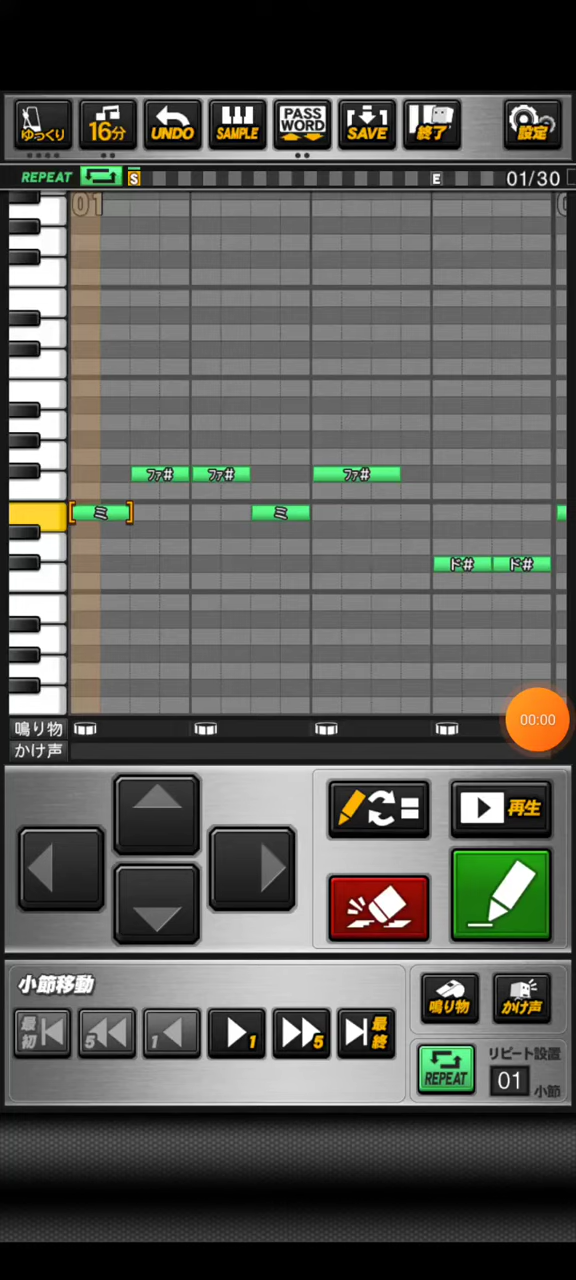 ゆっくり 16分 UNDO SAMPLE PASS WORD SAVE 終了 設定
REPEAT S E 01/30
01
ファ# ファ# ファ#
ミ ミ
ド# ド#
鳴り物
00:00
かけ声
再生
小節移動
鳴り物 かけ声
最初 5 1 1 5 最終
リピート設置
REPEAT 01 小節